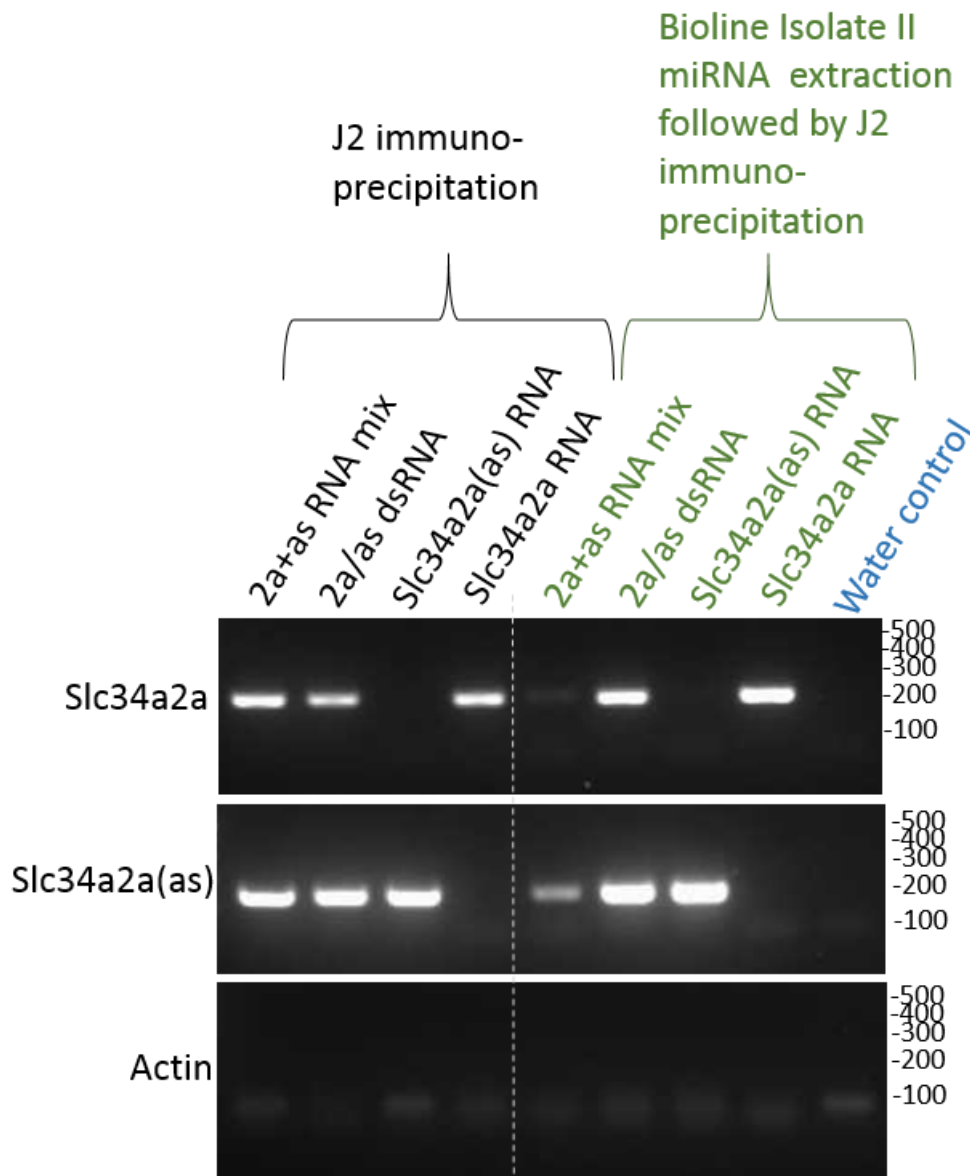 Bioline Isolate II
miRNA extraction
followed by J2
immuno-
precipitation
J2 immuno-
precipitation
2a+as RNA mix
2a/as dsRNA
Slc34a2a(as) RNA
Slc34a2a RNA
2a+as RNA mix
2a/as dsRNA
Slc34a2a(as) RNA
Slc34a2a RNA
Water control
Slc34a2a
-500
-400
-300
-200
-100
Slc34a2a(as)
-500
-400
-300
-200
-100
Actin
-500
-400
-300
-200
-100